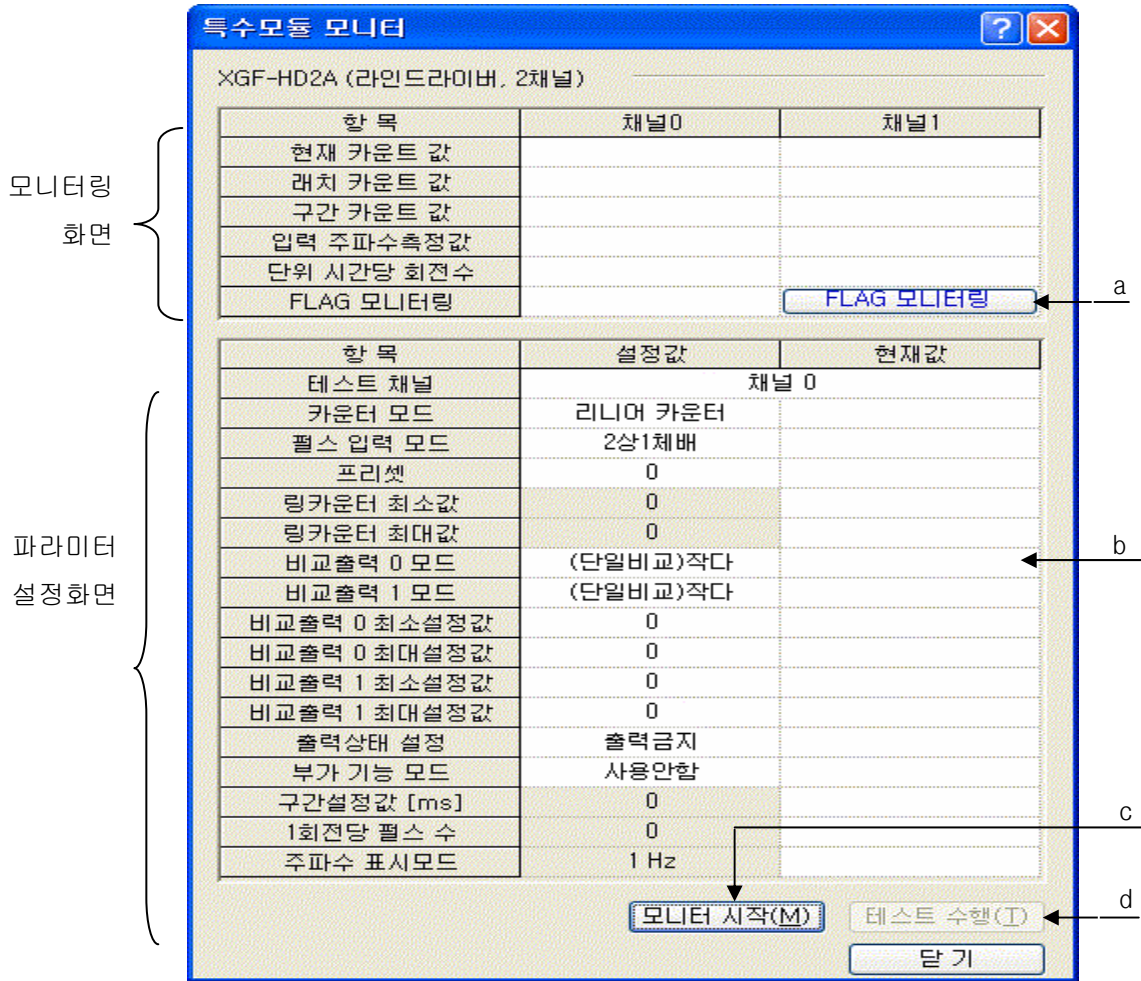 특수모듈 모니터
XGF-HD2A (라인드라이버, 2채널)
항 목 채널0 채널1
현재 카운트 값
래치 카운트 값
구간 카운트 값
입력 주파수측정값
단위 시간당 회전수
FLAG 모니터링 FLAG 모니터링
모니터링
화면
a
항 목 설정값 현재값
테스트 채널 채널 0
카운터 모드 리니어 카운터
펄스 입력 모드 2상1체배
프리셋 0
링카운터 최소값 0
링카운터 최대값 0
비교출력 0 모드 (단일비교)작다
비교출력 1 모드 (단일비교)작다
비교출력 0 최소설정값 0
비교출력 0 최대설정값 0
비교출력 1 최소설정값 0
비교출력 1 최대설정값 0
출력상태 설정 출력금지
부가 기능 모드 사용안함
구간설정값 [ms] 0
1회전당 펄스 수 0
주파수 표시모드 1 Hz
파라미터
설정화면
b
c
모니터 시작(M) 테스트 수행(T)
d
닫 기